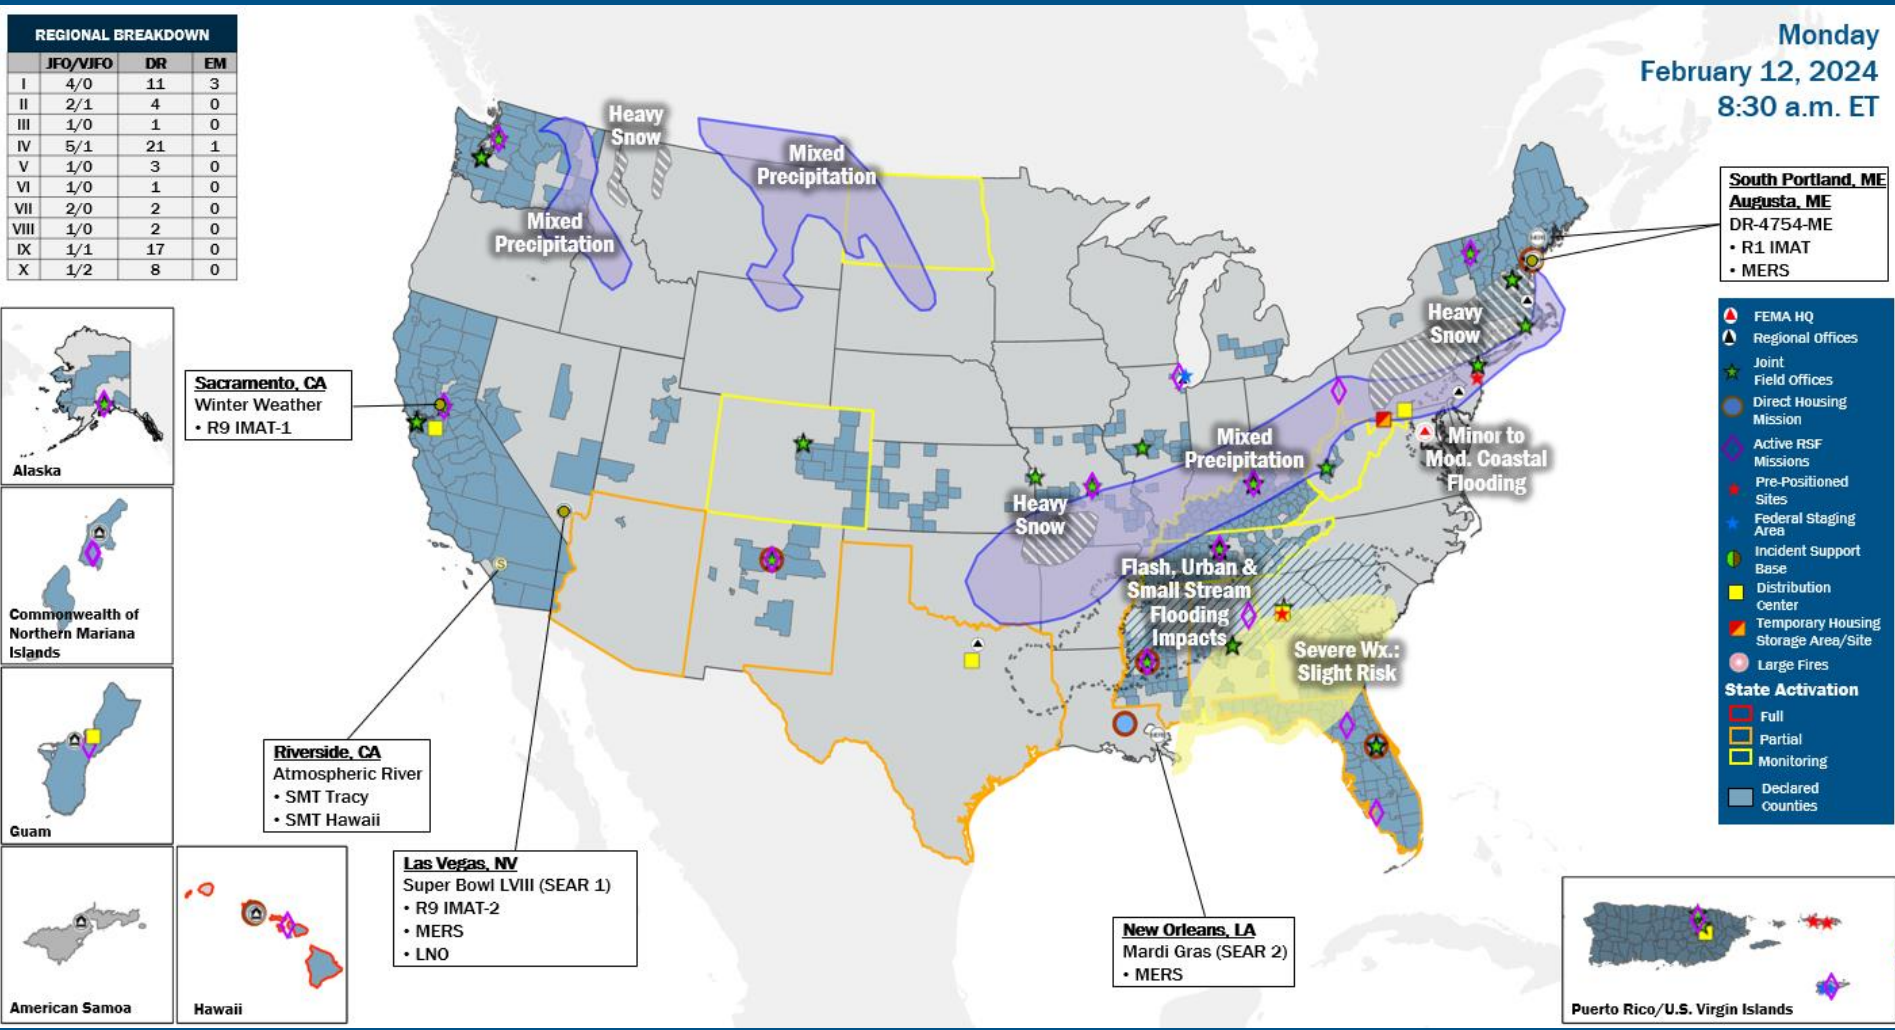 REGIONAL BREAKDOWN
JFO/VJFO DR EM
I 4/0 11 3
II 2/1 4 0
III 1/0 1 0
IV 5/1 21 1
V 1/0 3 0
VI 1/0 1 0
VII 2/0 2 0
VIII 1/0 2 0
IX 1/1 17 0
X 1/2 8 0
Monday
February 12, 2024
8:30 a.m. ET
Heavy
Snow
Mixed
Precipitation
Mixed
Precipitation
South Portland, ME
Augusta, ME
DR-4754-ME
• R1 IMAT
• MERS
Heavy
Snow
Sacramento, CA
Winter Weather
• R9 IMAT-1
Mixed
Precipitation
Minor to
Mod. Coastal
Flooding
Heavy
Snow
Flash, Urban &
Small Stream
Flooding
Impacts
Severe Wx.:
Slight Risk
FEMA HQ
Regional Offices
Joint
Field Offices
Direct Housing
Mission
Active RSF
Missions
Pre-Positioned
Sites
Federal Staging
Area
Incident Support
Base
Distribution
Center
Temporary Housing
Storage Area/Site
Large Fires
State Activation
Full
Partial
Monitoring
Declared
Counties
Alaska
Commonwealth of
Northern Mariana
Islands
Guam
American Samoa
Hawaii
Riverside, CA
Atmospheric River
• SMT Tracy
• SMT Hawaii
Las Vegas, NV
Super Bowl LVIII (SEAR 1)
• R9 IMAT-2
• MERS
• LNO
New Orleans, LA
Mardi Gras (SEAR 2)
• MERS
Puerto Rico/U.S. Virgin Islands
S